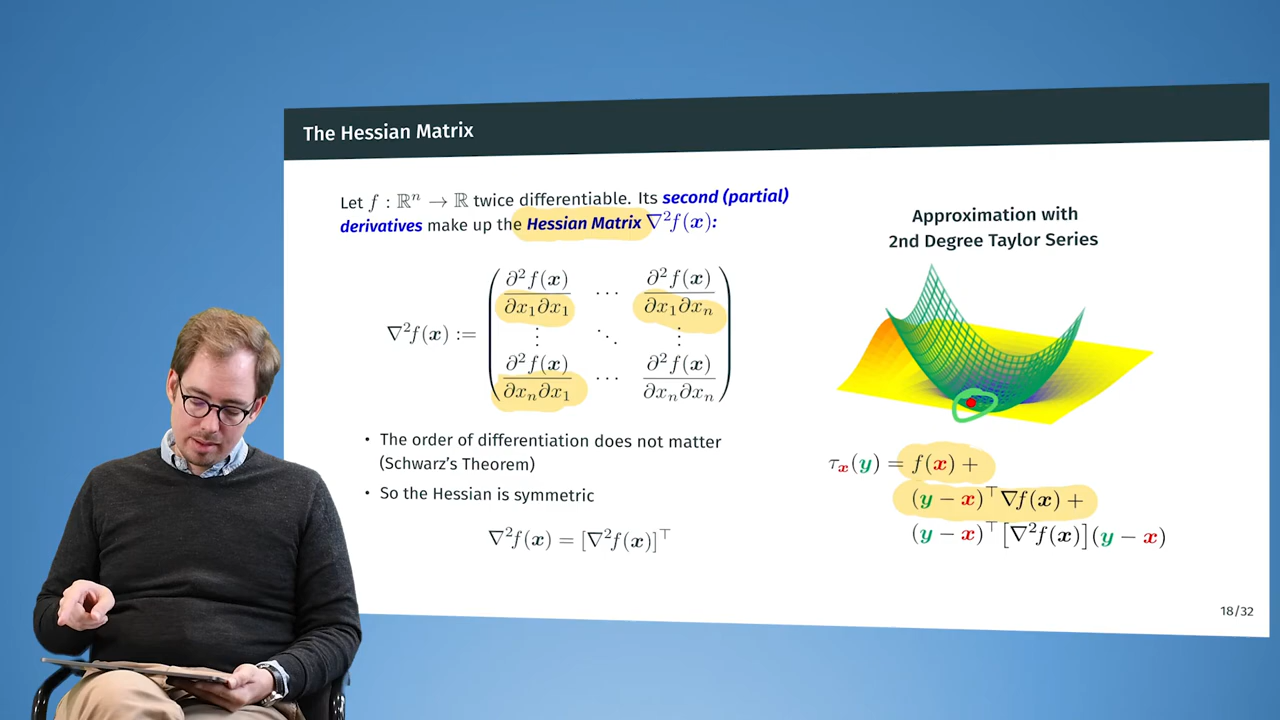 The Hessian Matrix
Let f : ℝⁿ → ℝ twice differentiable. Its second (partial)
derivatives make up the Hessian Matrix ∇²f(x):
∇²f(x) := ( ∂²f(x)/∂x₁∂x₁ ⋯ ∂²f(x)/∂x₁∂xₙ
⋮ ⋱ ⋮
∂²f(x)/∂xₙ∂x₁ ⋯ ∂²f(x)/∂xₙ∂xₙ )
• The order of differentiation does not matter
(Schwarz's Theorem)
• So the Hessian is symmetric
∇²f(x) = [∇²f(x)]⊤
Approximation with
2nd Degree Taylor Series
τₓ(y) = f(x) +
(y − x)⊤∇f(x) +
(y − x)⊤[∇²f(x)](y − x)
18/32